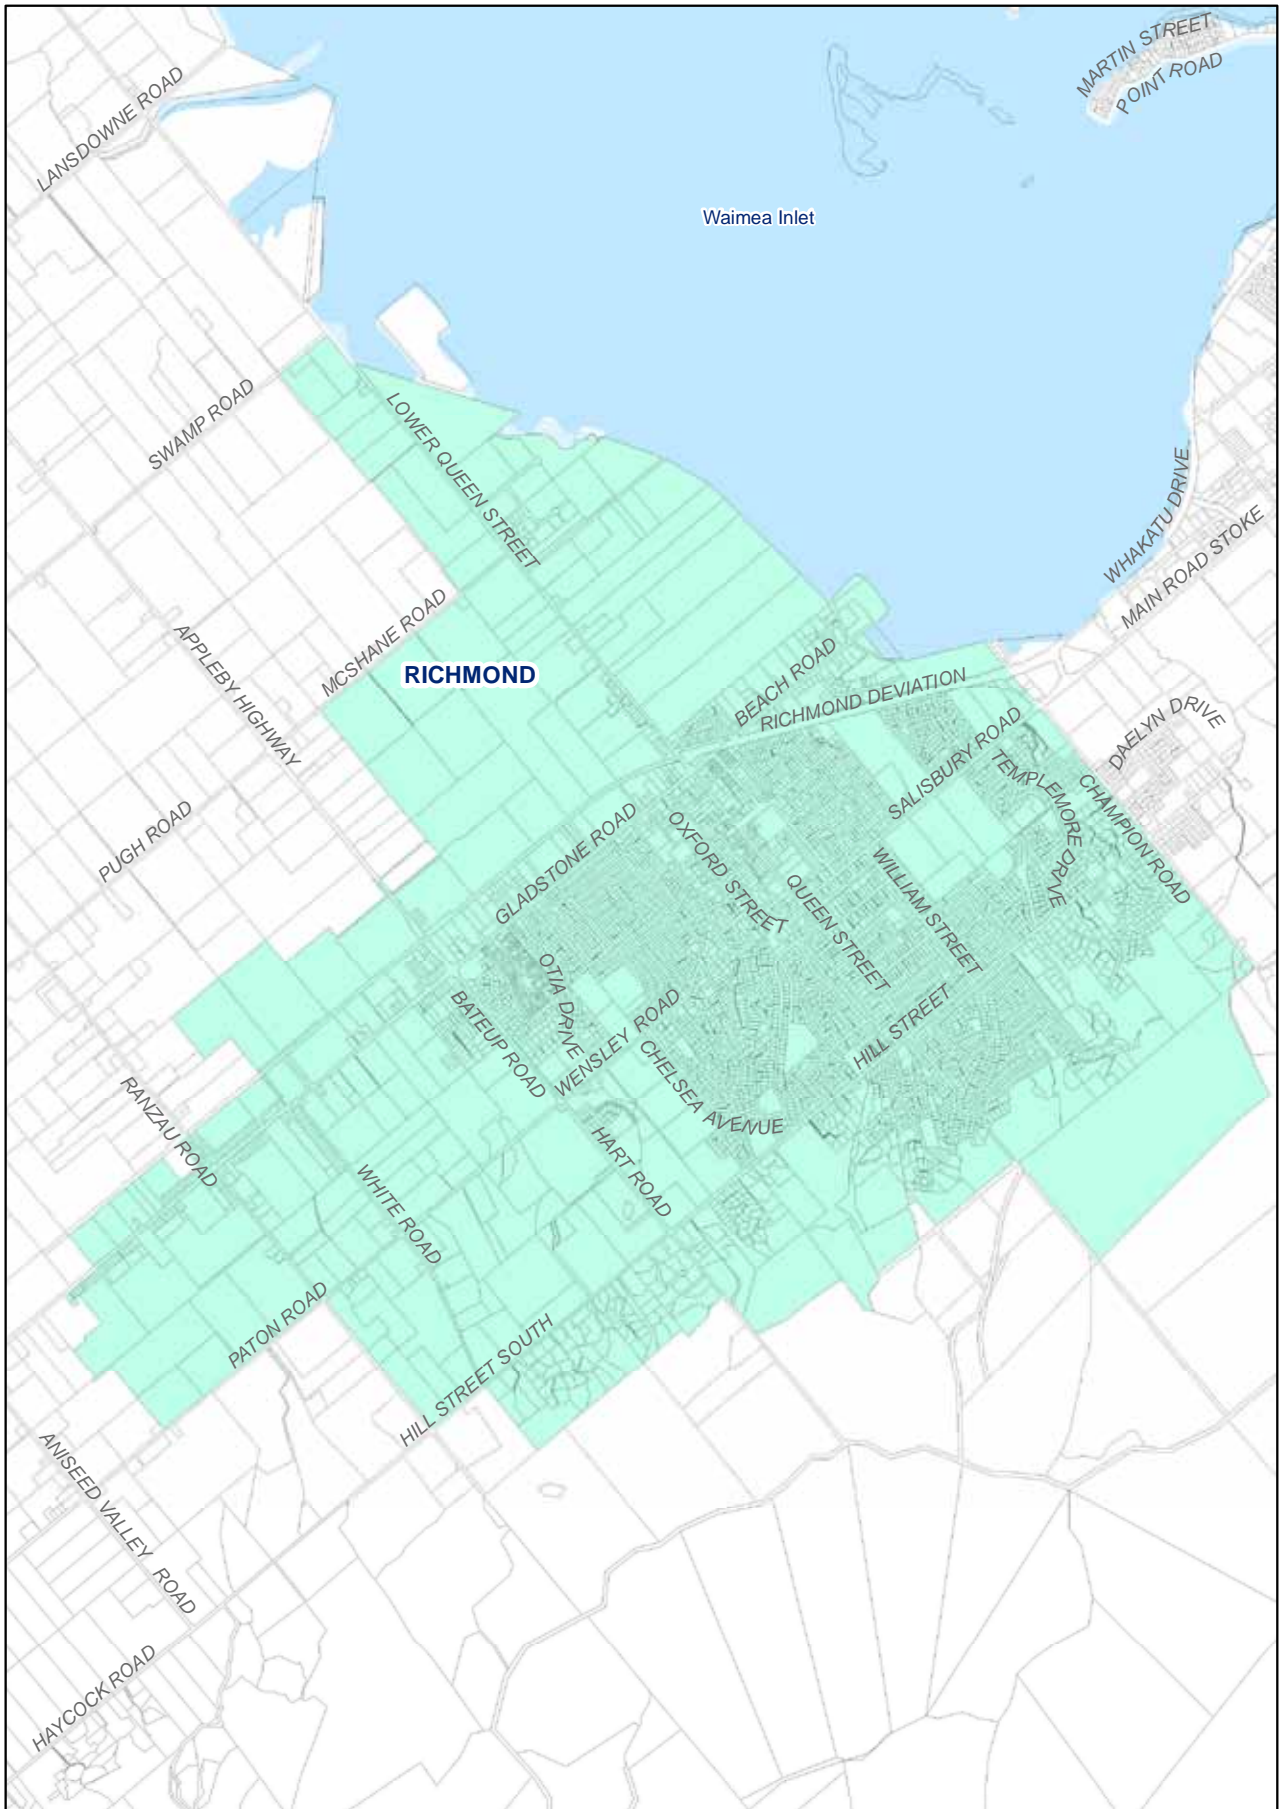 MARTIN STREET
POINT ROAD
LANSDOWNE ROAD
Waimea Inlet
SWAMP ROAD
LOWER QUEEN STREET
WHAKATU DRIVE
MAIN ROAD STOKE
MCSHANE ROAD
APPLEBY HIGHWAY
RICHMOND
BEACH ROAD
RICHMOND DEVIATION
DAELYN DRIVE
SALISBURY ROAD
TEMPLEMORE DRIVE
CHAMPION ROAD
PUGH ROAD
GLADSTONE ROAD
OXFORD STREET
QUEEN STREET
WILLIAM STREET
DRIVE
OTIA DRIVE
BATEUP ROAD
WENSLEY ROAD
HILL STREET
CHELSEA AVENUE
RANZAU ROAD
HART ROAD
WHITE ROAD
PATON ROAD
HILL STREET SOUTH
ANISEED VALLEY ROAD
HAYCOCK ROAD